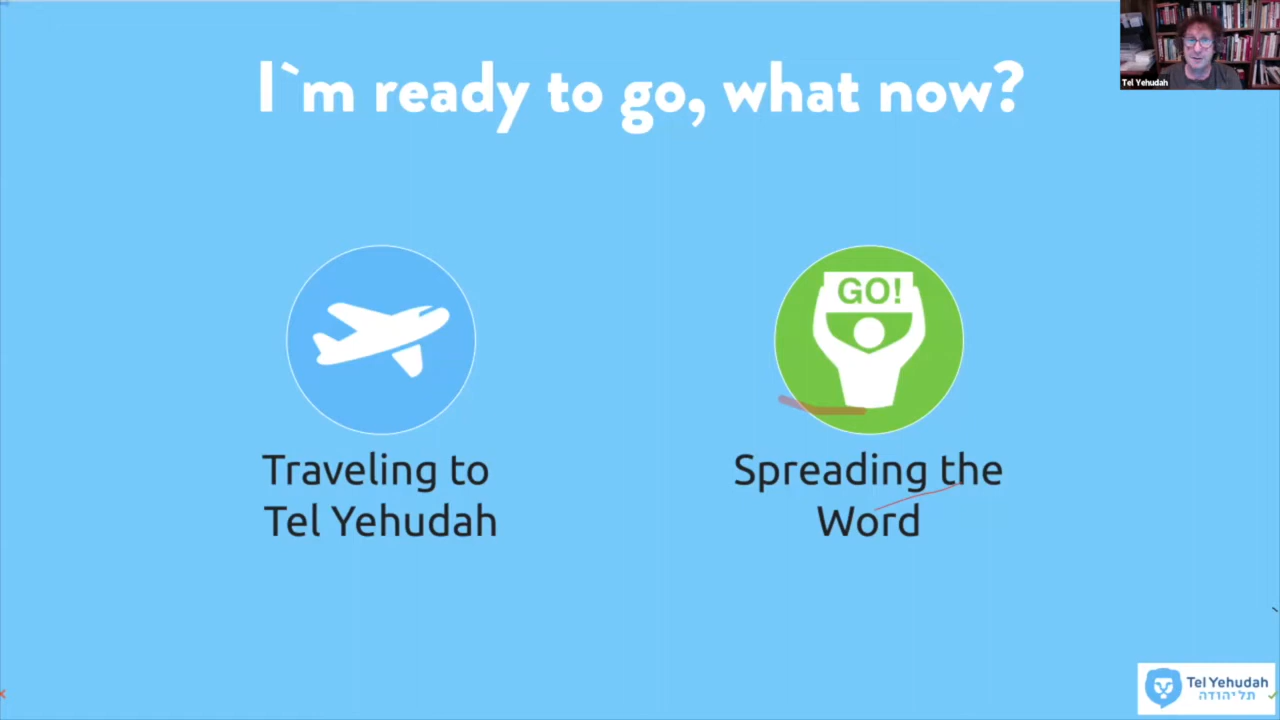 I`m ready to go, what now?
Tel Yehudah
GO!
Traveling to
Tel Yehudah
Spreading the
Word
Tel Yehudah
תל יהודה